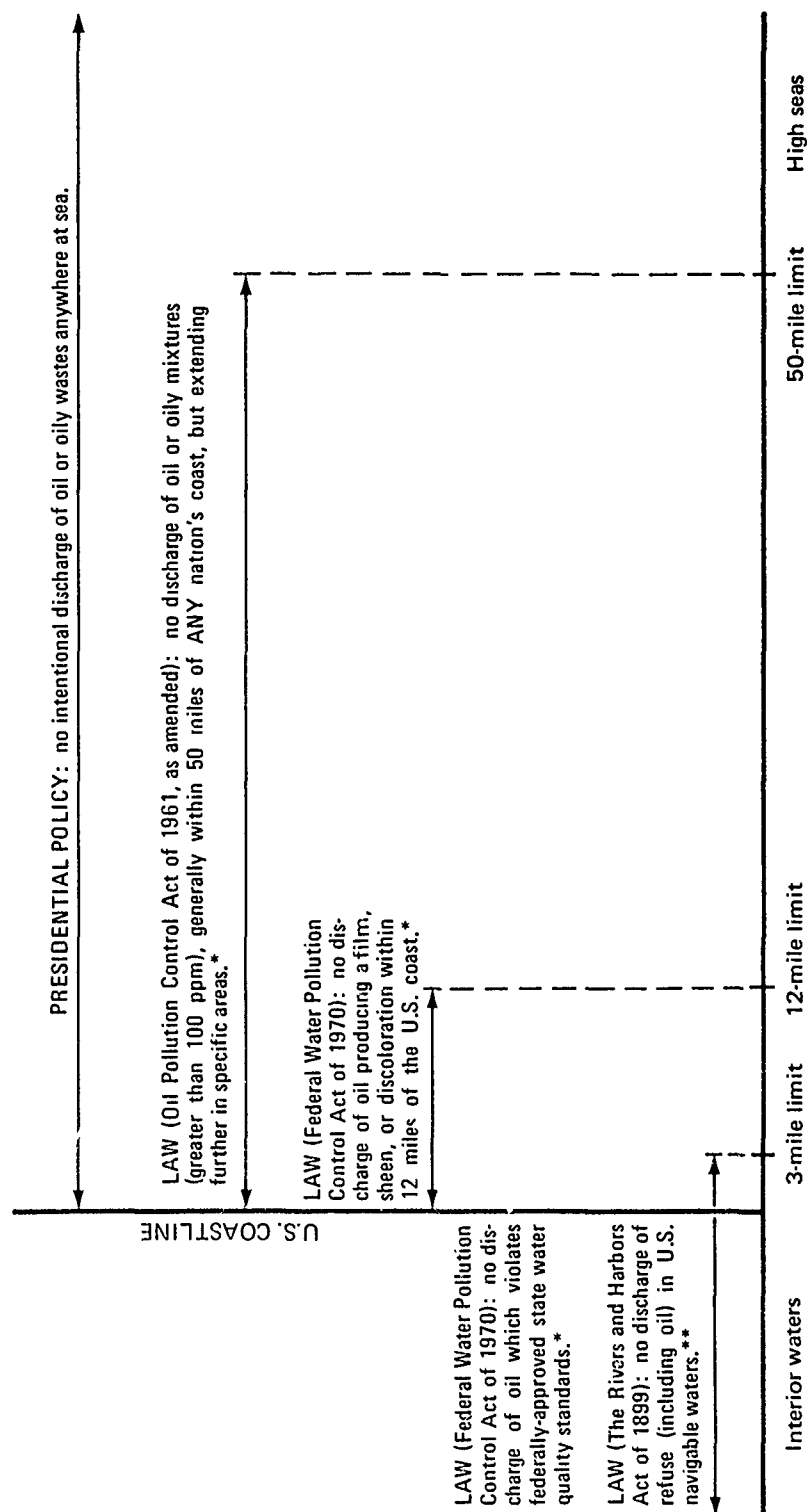 PRESIDENTIAL POLICY: no intentional discharge of oil or oily wastes anywhere at sea.
LAW (Oil Pollution Control Act of 1961, as amended): no discharge of oil or oily mixtures
(greater than 100 ppm), generally within 50 miles of ANY nation's coast, but extending
further in specific areas.*
LAW (Federal Water Pollution
Control Act of 1970): no dis-
charge of oil producing a film,
sheen, or discoloration within
12 miles of the U.S. coast.*
U.S. COASTLINE
LAW (Federal Water Pollution
Control Act of 1970): no dis-
charge of oil which violates
federally-approved state water
quality standards.*
LAW (The Rivers and Harbors
Act of 1899): no discharge of
refuse (including oil) in U.S.
navigable waters.**
Interior waters
3-mile limit
12-mile limit
50-mile limit
High seas